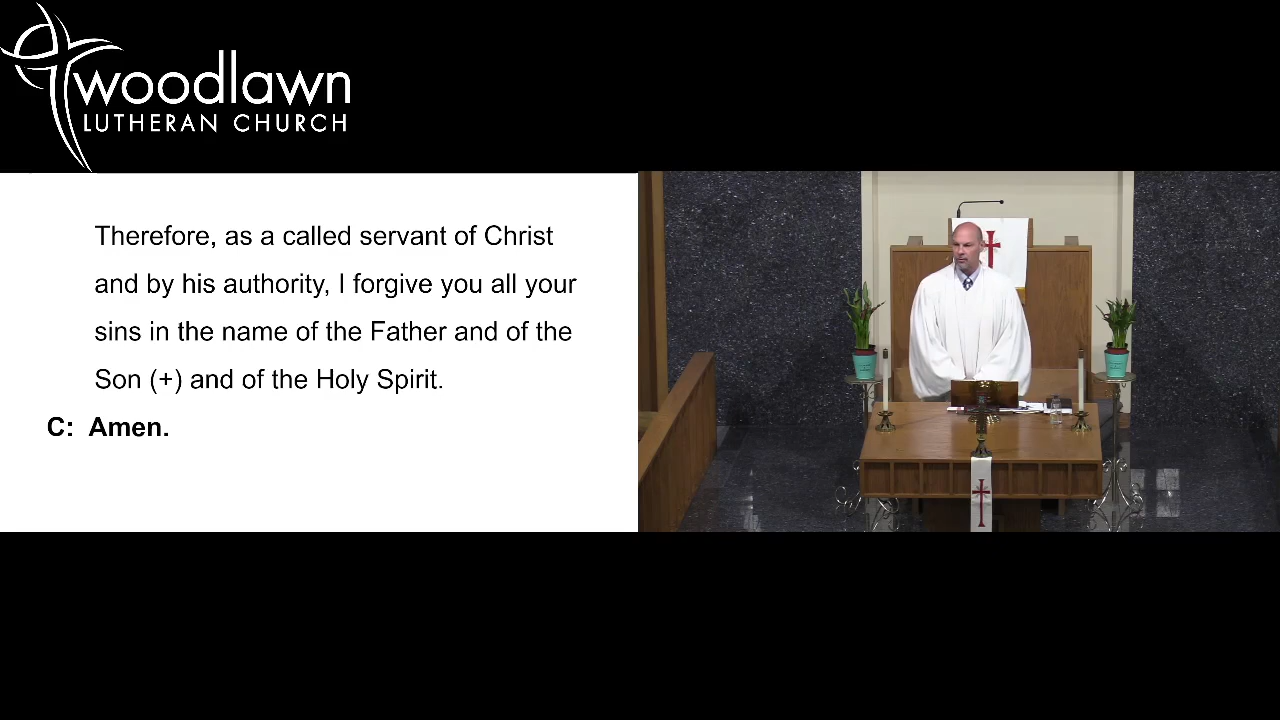 woodlawn
LUTHERAN CHURCH
Therefore, as a called servant of Christ
and by his authority, I forgive you all your
sins in the name of the Father and of the
Son (+) and of the Holy Spirit.
C: Amen.